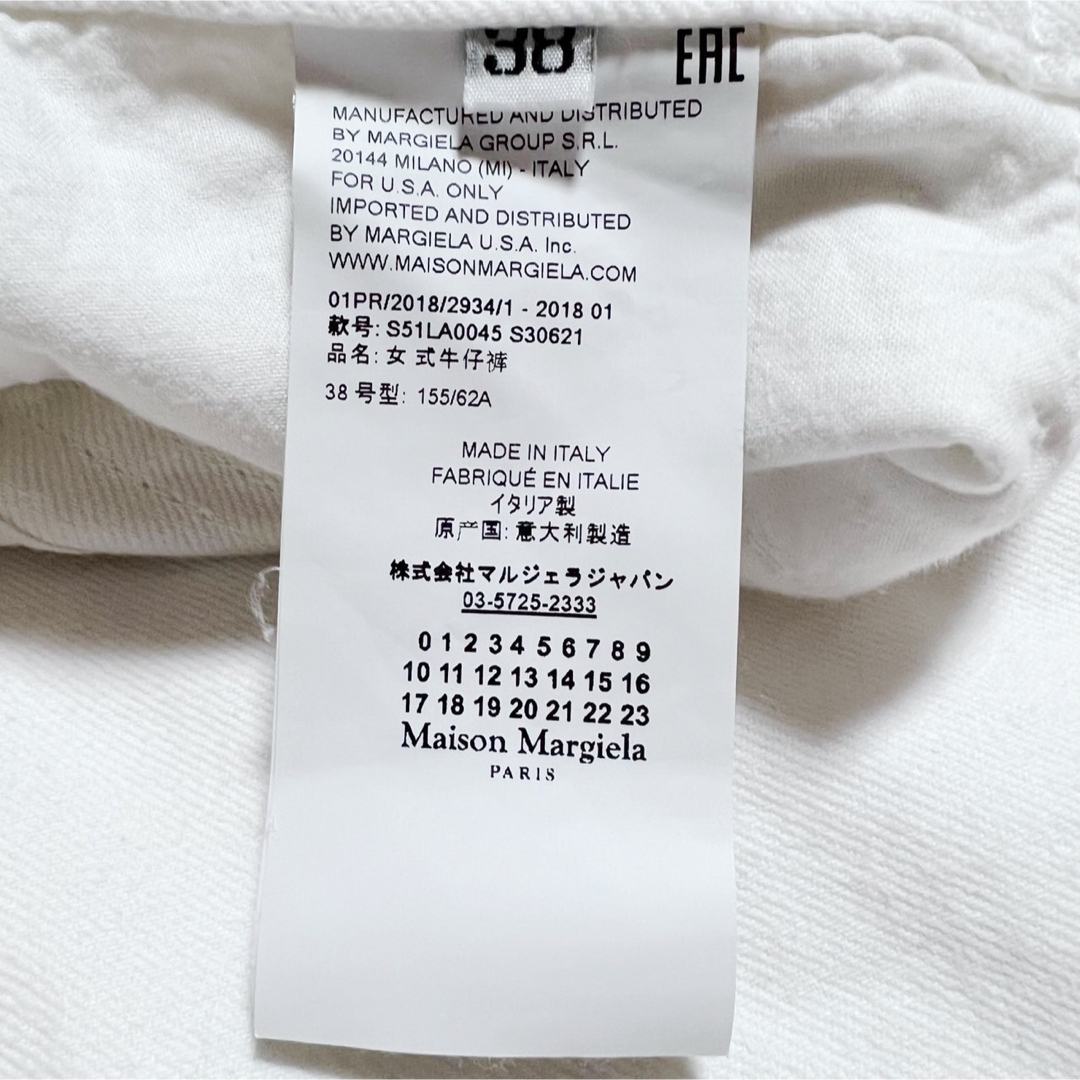 38
EAC
MANUFACTURED AND DISTRIBUTED
BY MARGIELA GROUP S.R.L.
20144 MILANO (MI) - ITALY
FOR U.S.A. ONLY
IMPORTED AND DISTRIBUTED
BY MARGIELA U.S.A. Inc.
WWW.MAISONMARGIELA.COM
01PR/2018/2934/1 - 2018 01
款号: S51LA0045 S30621
品名: 女 式牛仔裤
38 号型: 155/62A
MADE IN ITALY
FABRIQUÉ EN ITALIE
イタリア製
原产国: 意大利製造
株式会社マルジェラジャパン
03-5725-2333
0 1 2 3 4 5 6 7 8 9
10 11 12 13 14 15 16
17 18 19 20 21 22 23
Maison Margiela
PARIS